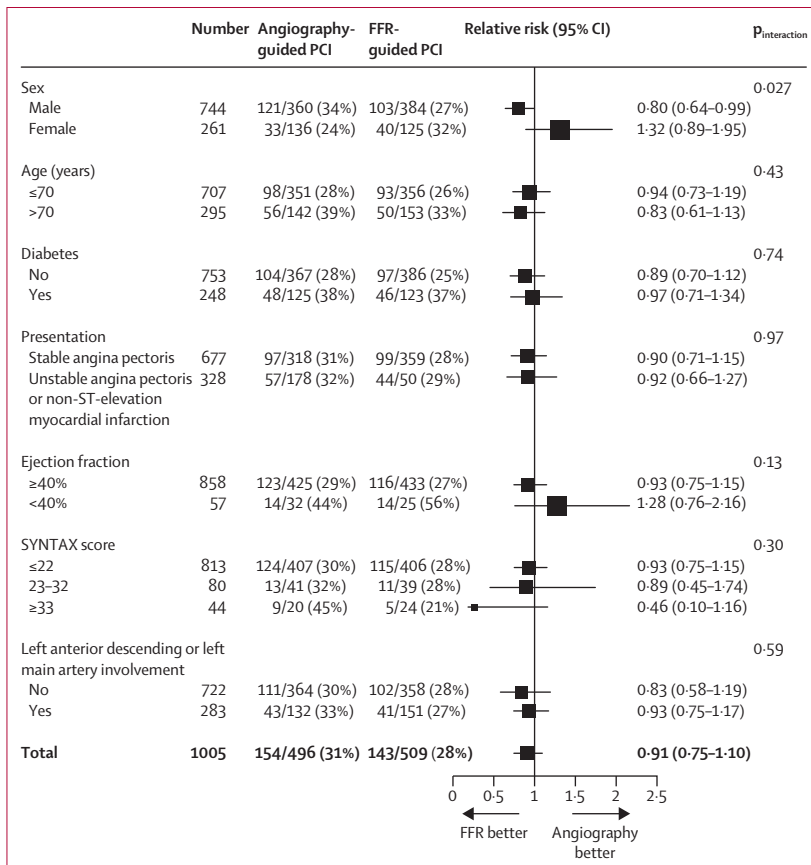 Number Angiography- FFR- Relative risk (95% CI) pinteraction
guided PCI guided PCI
Sex 0·027
Male 744 121/360 (34%) 103/384 (27%) 0·80 (0·64–0·99)
Female 261 33/136 (24%) 40/125 (32%) 1·32 (0·89–1·95)
Age (years) 0·43
≤70 707 98/351 (28%) 93/356 (26%) 0·94 (0·73–1·19)
>70 295 56/142 (39%) 50/153 (33%) 0·83 (0·61–1·13)
Diabetes 0·74
No 753 104/367 (28%) 97/386 (25%) 0·89 (0·70–1·12)
Yes 248 48/125 (38%) 46/123 (37%) 0·97 (0·71–1·34)
Presentation 0·97
Stable angina pectoris 677 97/318 (31%) 99/359 (28%) 0·90 (0·71–1·15)
Unstable angina pectoris 328 57/178 (32%) 44/50 (29%) 0·92 (0·66–1·27)
or non-ST-elevation
myocardial infarction
Ejection fraction 0·13
≥40% 858 123/425 (29%) 116/433 (27%) 0·93 (0·75–1·15)
<40% 57 14/32 (44%) 14/25 (56%) 1·28 (0·76–2·16)
SYNTAX score 0·30
≤22 813 124/407 (30%) 115/406 (28%) 0·93 (0·75–1·15)
23–32 80 13/41 (32%) 11/39 (28%) 0·89 (0·45–1·74)
≥33 44 9/20 (45%) 5/24 (21%) 0·46 (0·10–1·16)
Left anterior descending or left 0·59
main artery involvement
No 722 111/364 (30%) 102/358 (28%) 0·83 (0·58–1·19)
Yes 283 43/132 (33%) 41/151 (27%) 0·93 (0·75–1·17)
Total 1005 154/496 (31%) 143/509 (28%) 0·91 (0·75–1·10)
0 0·5 1 1·5 2 2·5
FFR better Angiography
better